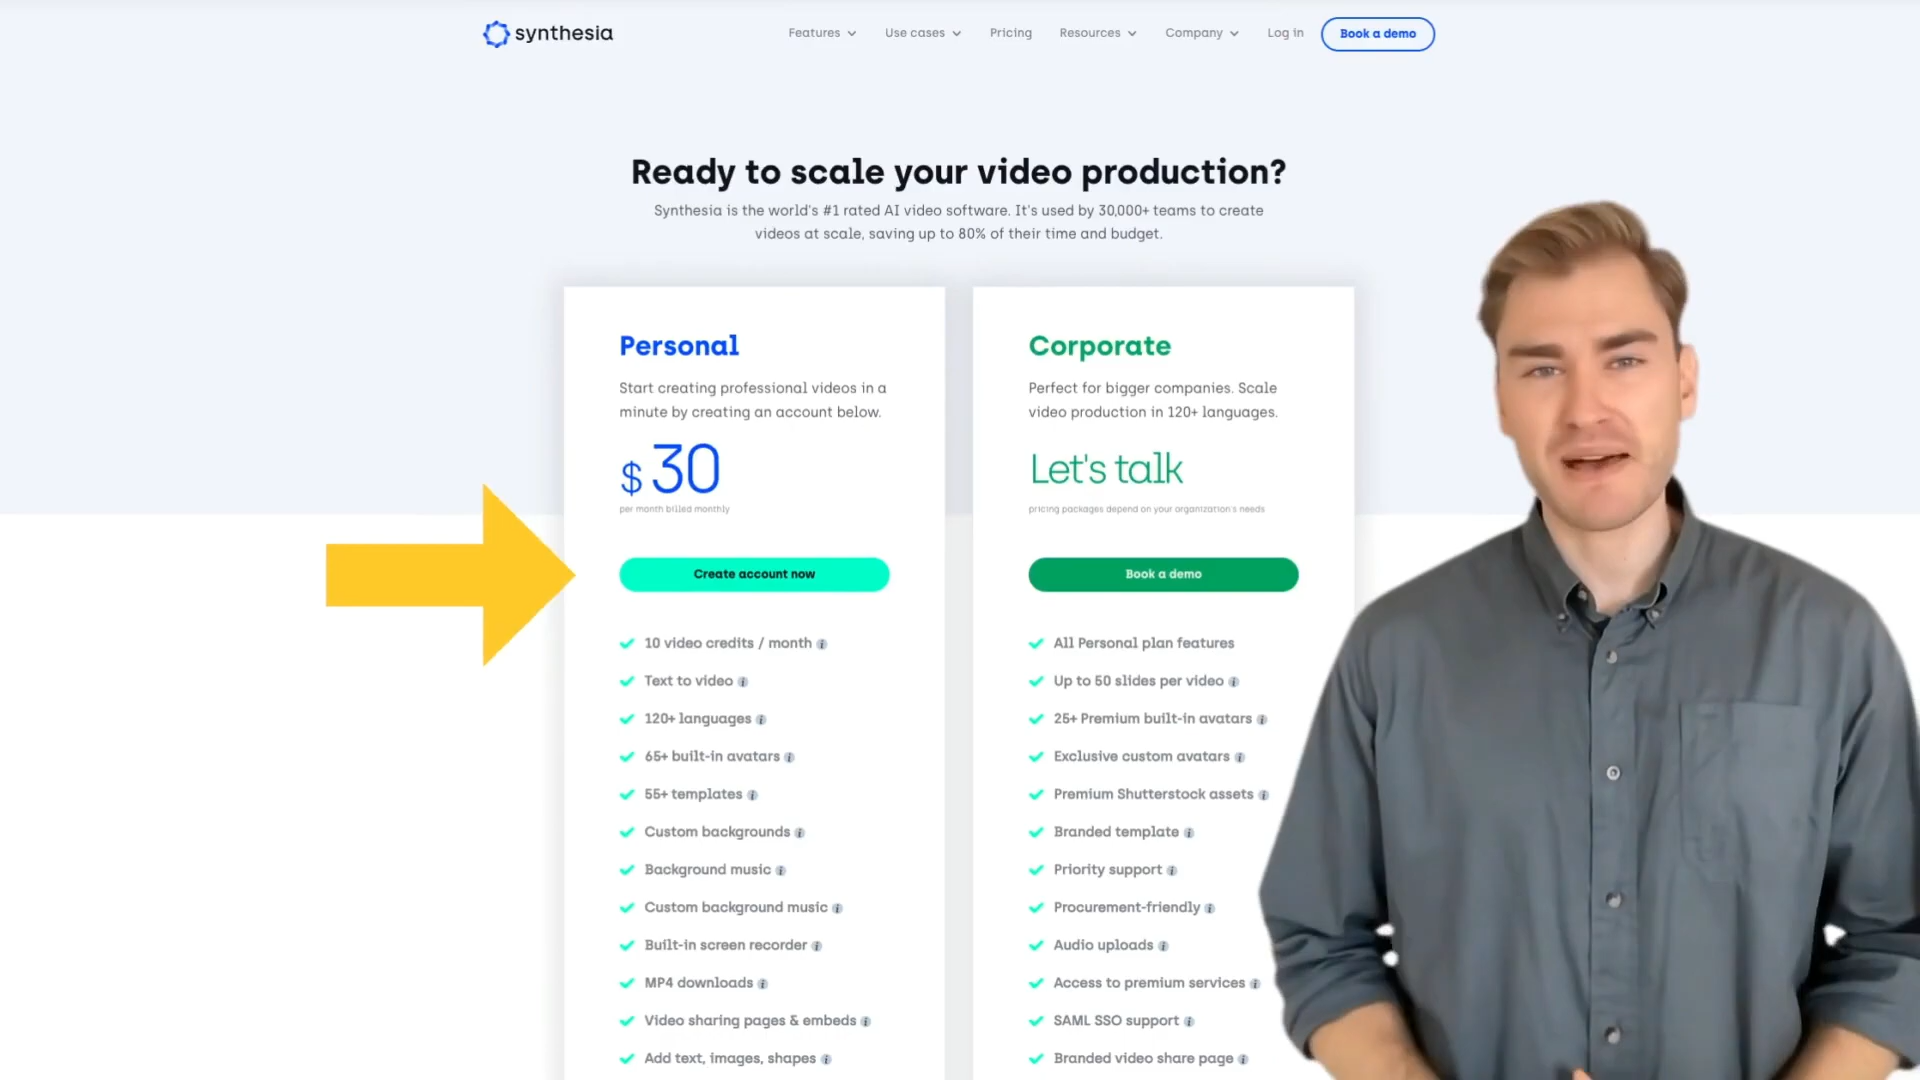 synthesia
Features
Use cases
Pricing
Resources
Company
Log in
Book a demo
Ready to scale your video production?
Synthesia is the world's #1 rated AI video software. It's used by 30,000+ teams to create
videos at scale, saving up to 80% of their time and budget.
Personal
Start creating professional videos in a
minute by creating an account below.
$30
per month billed monthly
Create account now
10 video credits / month
Text to video
120+ languages
65+ built-in avatars
55+ templates
Custom backgrounds
Background music
Custom background music
Built-in screen recorder
MP4 downloads
Video sharing pages & embeds
Add text, images, shapes
Corporate
Perfect for bigger companies. Scale
video production in 120+ languages.
Let's talk
pricing packages depend on your organization's needs
Book a demo
All Personal plan features
Up to 50 slides per video
25+ Premium built-in avatars
Exclusive custom avatars
Premium Shutterstock assets
Branded template
Priority support
Procurement-friendly
Audio uploads
Access to premium services
SAML SSO support
Branded video share page